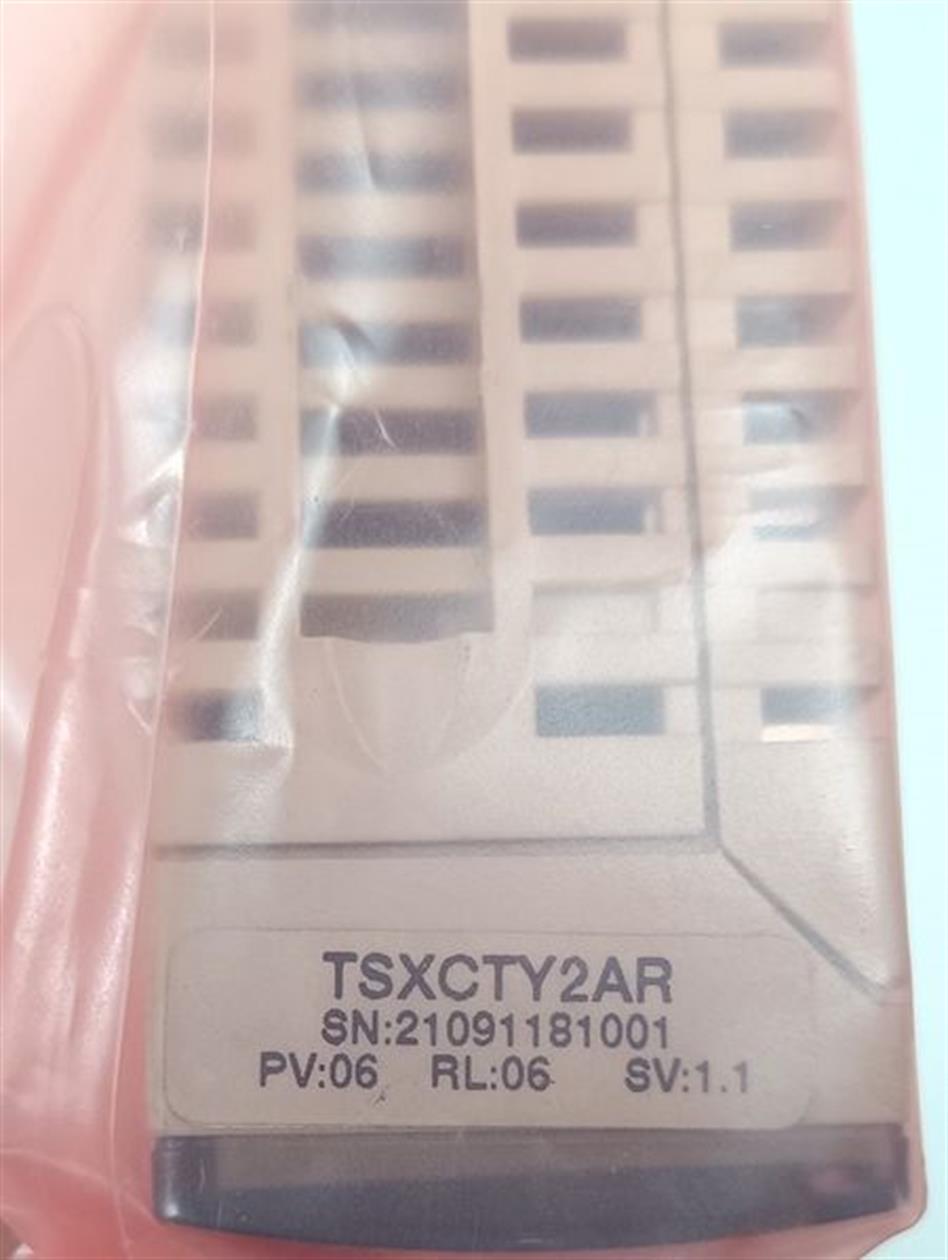 TSXCTY2AR
SN:21091181001
PV:06 RL:06 SV:1.1